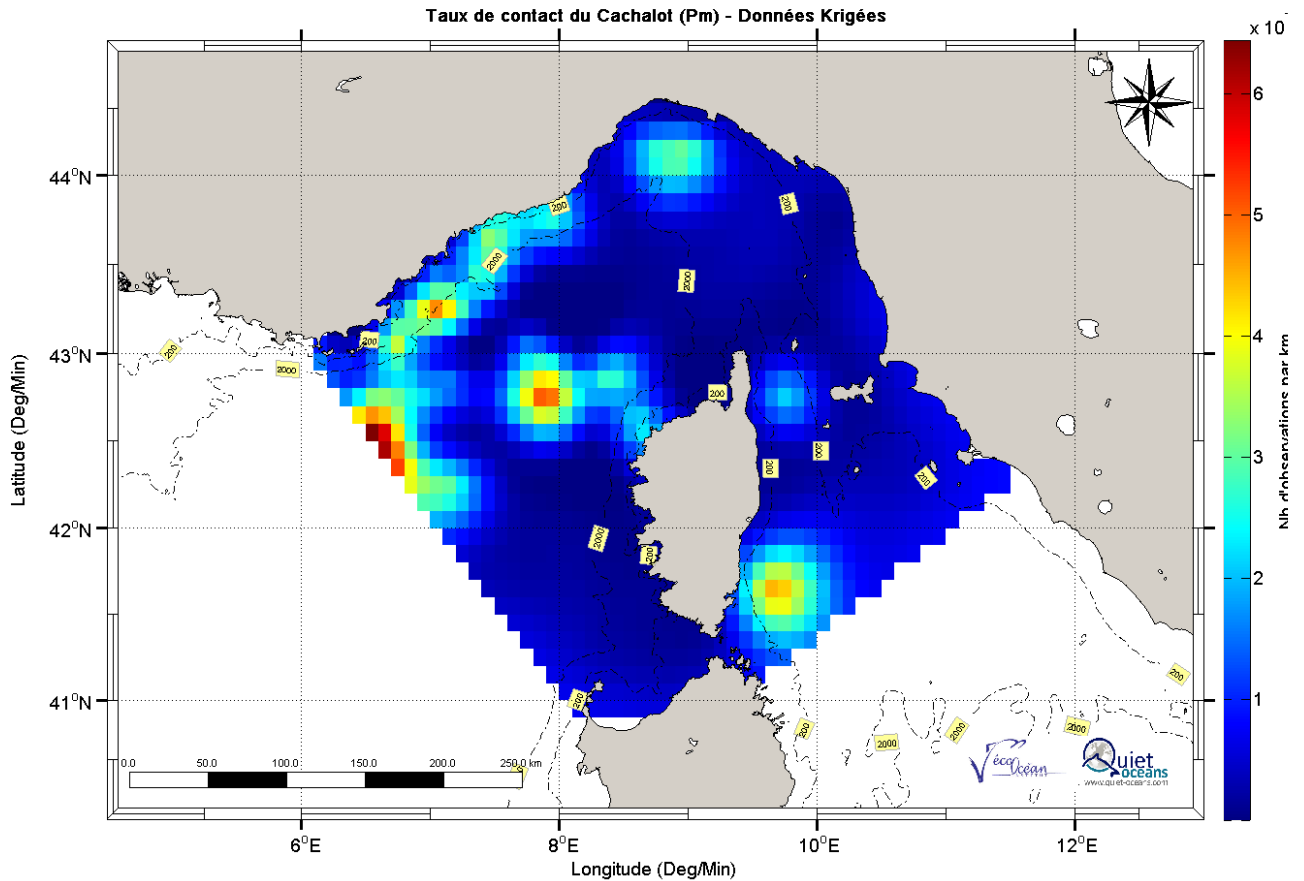 Taux de contact du Cachalot (Pm) - Données Krigées
x 10
6
5
4
3
2
1
Nb d'observations par km
Latitude (Deg/Min)
44°N
43°N
42°N
41°N
200
200
2000
2000
200
200
2000
200
200
200
200
2000
200
200
200
200
2000
2000
2000
0.0 50.0 100.0 150.0 200.0 250.0 km
éco Océan
Quiet
oceans
www.quiet-oceans.com
6°E 8°E 10°E 12°E
Longitude (Deg/Min)